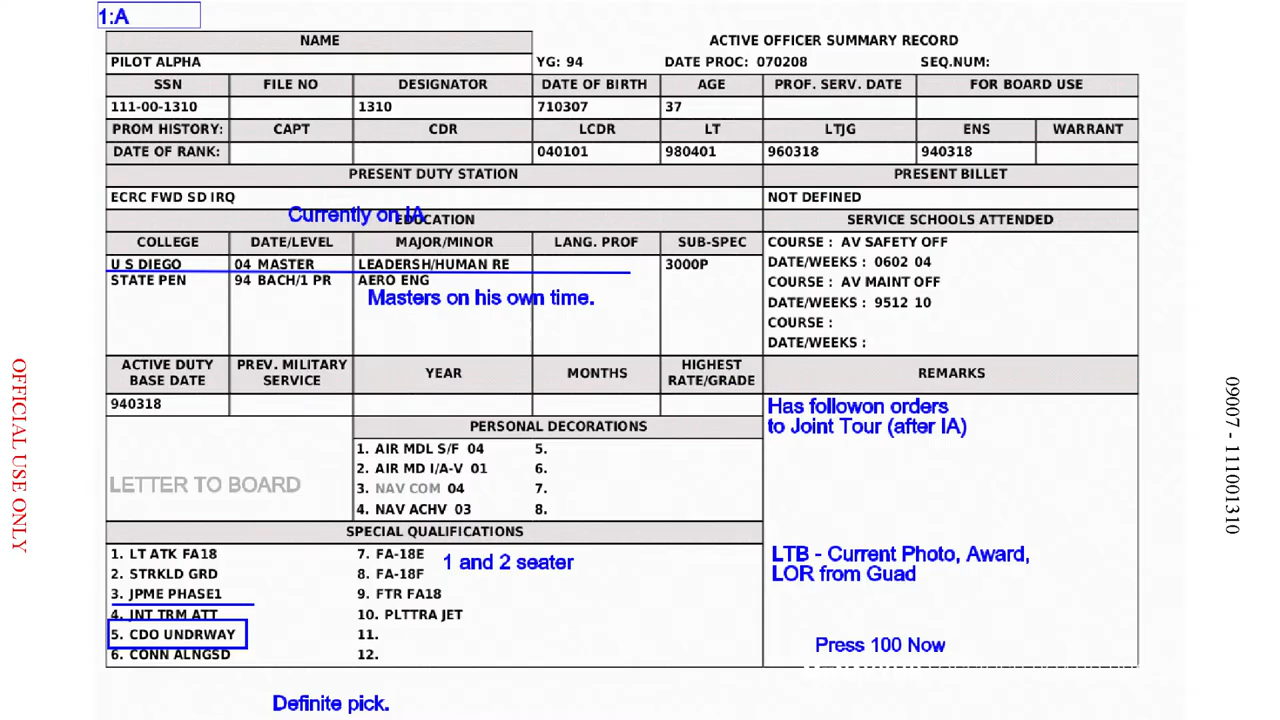 1:A
NAME
ACTIVE OFFICER SUMMARY RECORD
PILOT ALPHA YG: 94 DATE PROC: 070208 SEQ.NUM:
SSN FILE NO DESIGNATOR DATE OF BIRTH AGE PROF. SERV. DATE FOR BOARD USE
111-00-1310 1310 710307 37
PROM HISTORY: CAPT CDR LCDR LT LTJG ENS WARRANT
DATE OF RANK: 040101 980401 960318 940318
PRESENT DUTY STATION PRESENT BILLET
ECRC FWD SD IRQ NOT DEFINED
Currently on IA
EDUCATION SERVICE SCHOOLS ATTENDED
COLLEGE DATE/LEVEL MAJOR/MINOR LANG. PROF SUB-SPEC COURSE : AV SAFETY OFF
U S DIEGO 04 MASTER LEADERSH/HUMAN RE 3000P DATE/WEEKS : 0602 04
STATE PEN 94 BACH/1 PR AERO ENG COURSE : AV MAINT OFF
Masters on his own time. DATE/WEEKS : 9512 10
COURSE :
DATE/WEEKS :
ACTIVE DUTY BASE DATE PREV. MILITARY SERVICE YEAR MONTHS HIGHEST RATE/GRADE REMARKS
940318
Has followon orders
to Joint Tour (after IA)
PERSONAL DECORATIONS
1. AIR MDL S/F 04 5.
2. AIR MD I/A-V 01 6.
LETTER TO BOARD 3. NAV COM 04 7.
4. NAV ACHV 03 8.
SPECIAL QUALIFICATIONS
1. LT ATK FA18 7. FA-18E
1 and 2 seater
2. STRKLD GRD 8. FA-18F
3. JPME PHASE1 9. FTR FA18
4. JNT TRM ATT 10. PLTTRA JET
5. CDO UNDRWAY 11.
6. CONN ALNGSD 12.
LTB - Current Photo, Award,
LOR from Guad
Press 100 Now
Definite pick.
OFFICIAL USE ONLY
09007 - 111001310